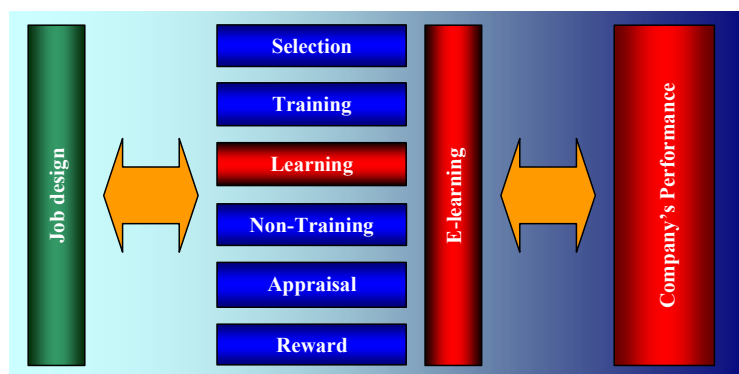 Job design
Selection
Training
Learning
Non-Training
Appraisal
Reward
E-learning
Company's Performance